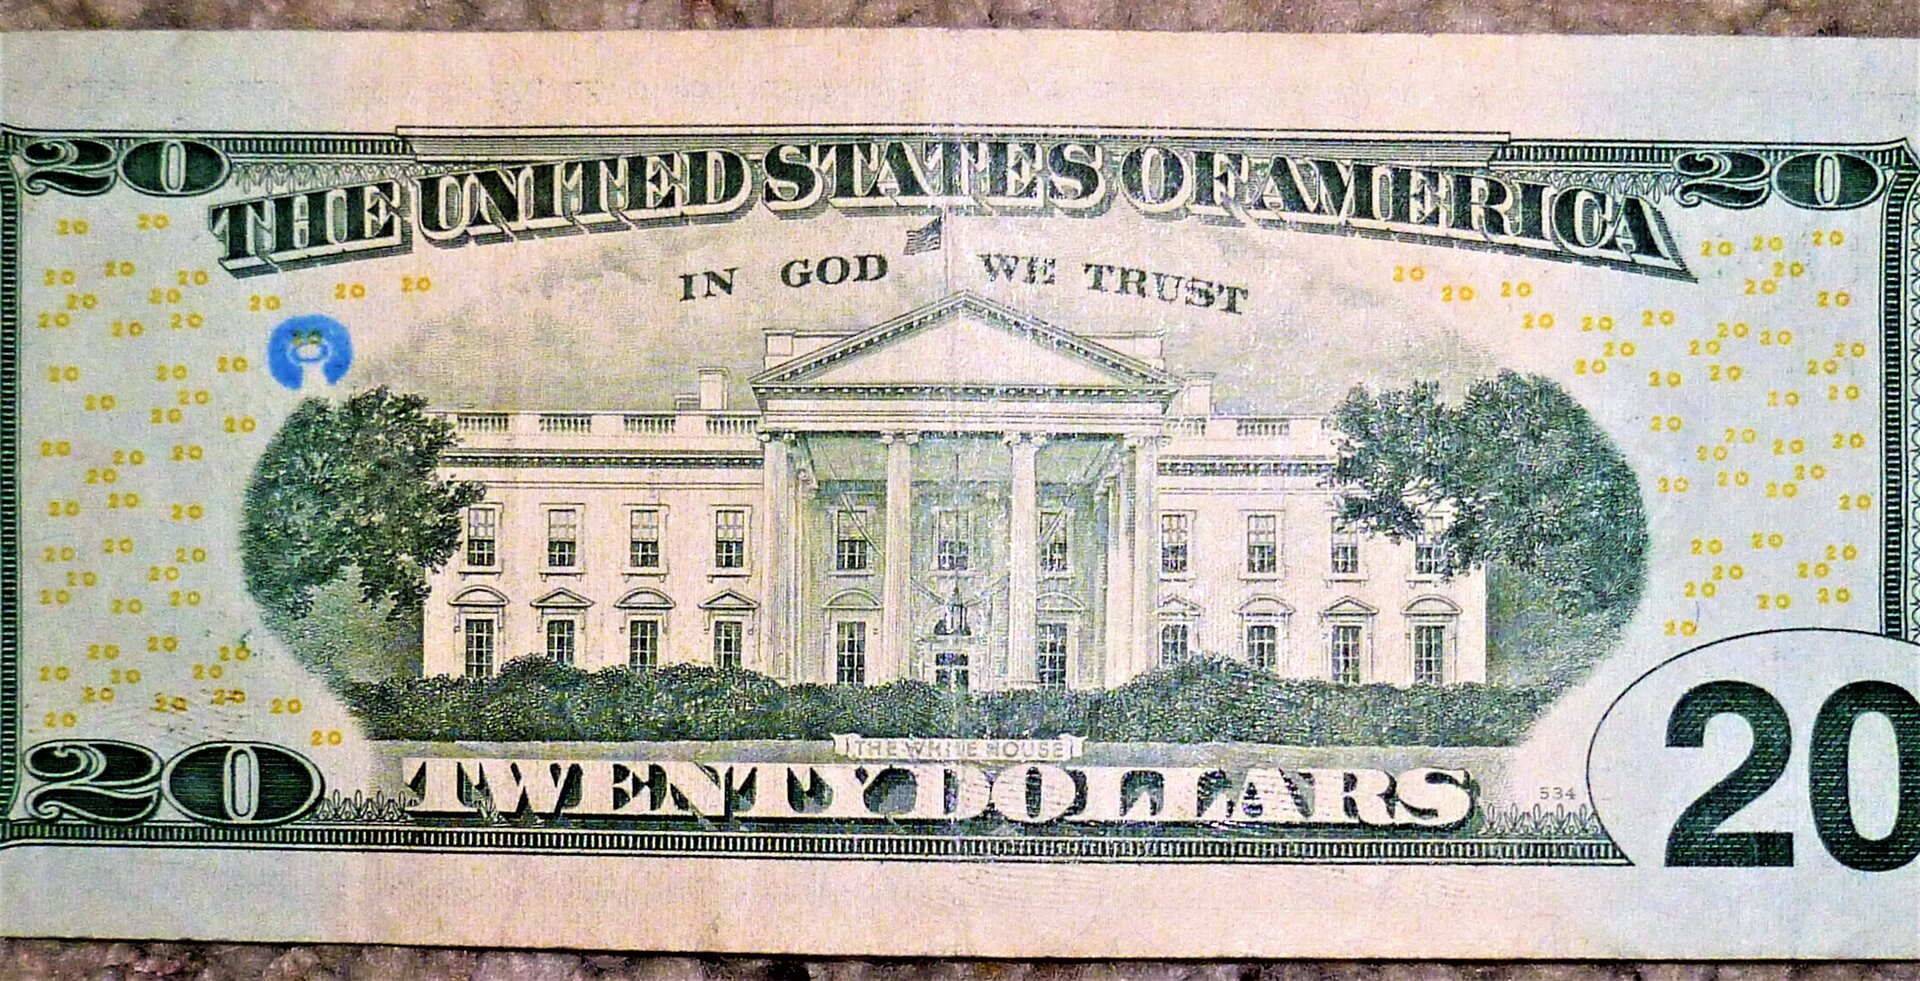 20 20
THE UNITED STATES OF AMERICA
IN GOD WE TRUST
THE WHITE HOUSE
TWENTY DOLLARS
534
20 20